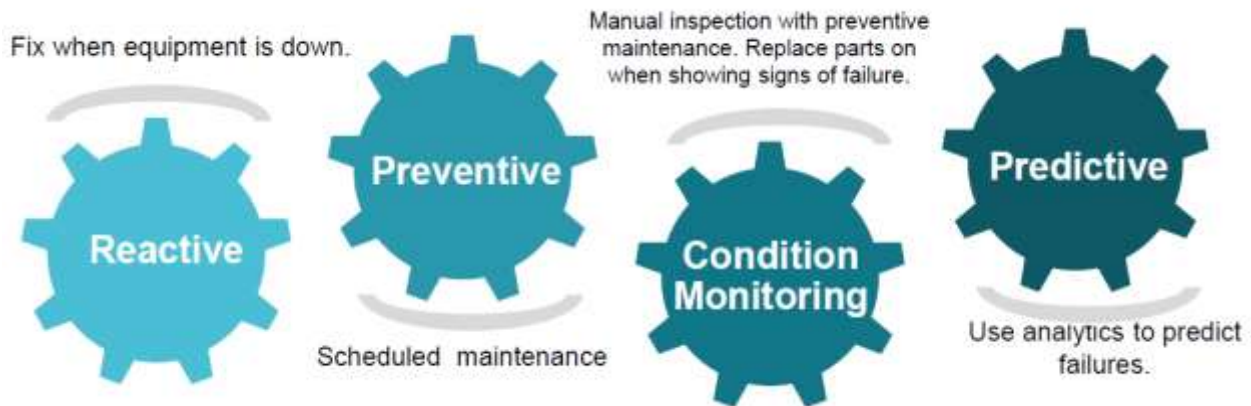 Fix when equipment is down.
Reactive
Preventive
Scheduled maintenance
Manual inspection with preventive
maintenance. Replace parts on
when showing signs of failure.
Condition
Monitoring
Predictive
Use analytics to predict
failures.